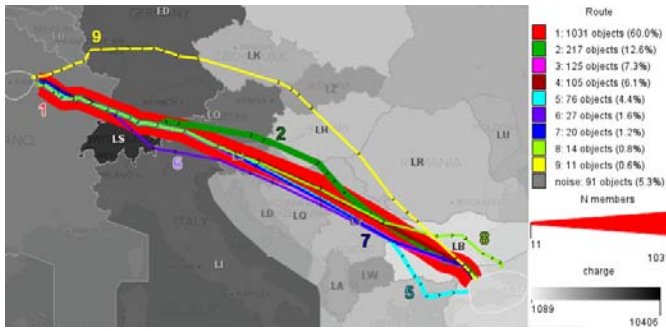 ED
9
LK
LZ
LO
2
LH
LU
1
LS
LR
6
LJ
LI
LD
LQ
7
LB
8
LA
LW
5
Route
1: 1031 objects (60.0%)
2: 217 objects (12.6%)
3: 125 objects (7.3%)
4: 105 objects (6.1%)
5: 76 objects (4.4%)
6: 27 objects (1.6%)
7: 20 objects (1.2%)
8: 14 objects (0.8%)
9: 11 objects (0.6%)
noise: 91 objects (5.3%)
N members
11
103
charge
1089
10406